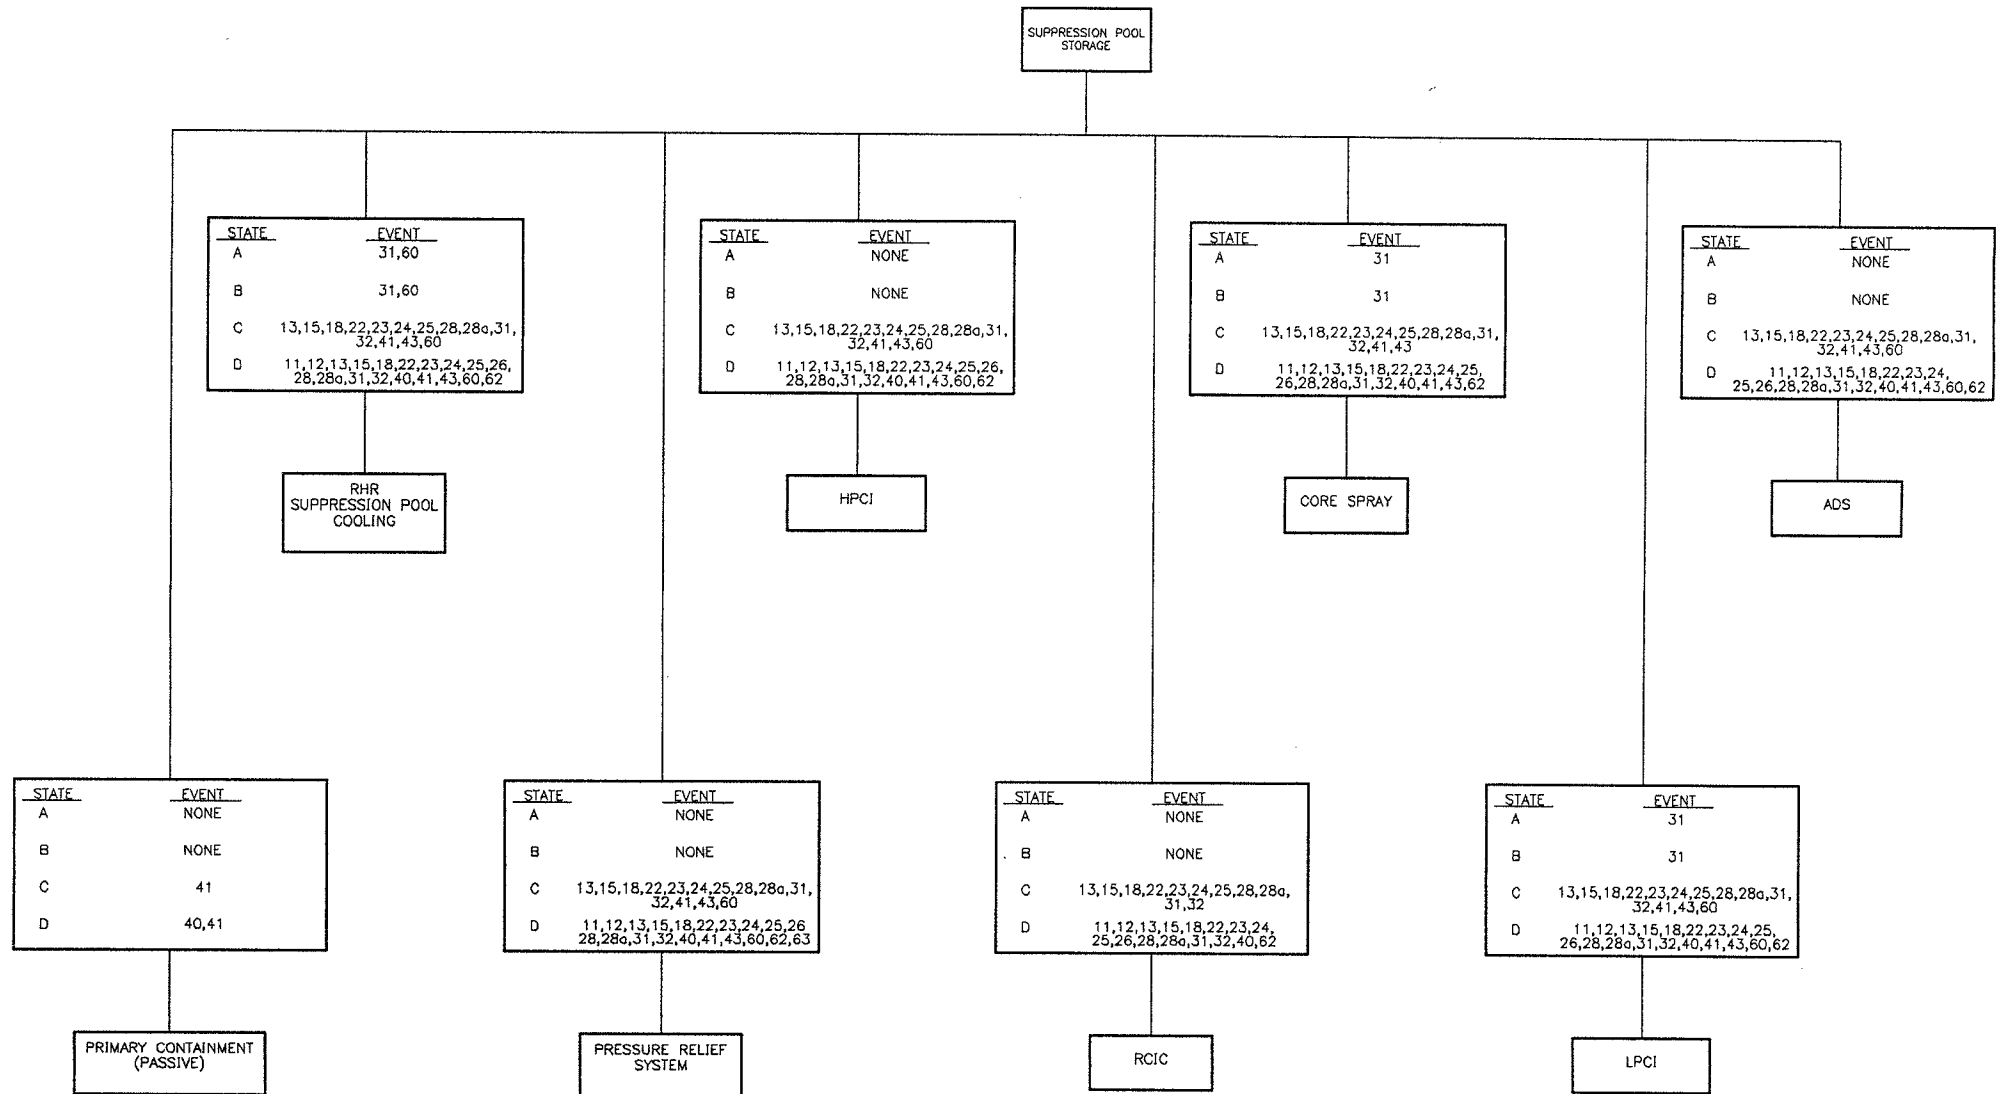 SUPPRESSION POOL
STORAGE
STATE EVENT
A 31,60
B 31,60
C 13,15,18,22,23,24,25,28,28a,31,
32,41,43,60
D 11,12,13,15,18,22,23,24,25,26,
28,28a,31,32,40,41,43,60,62
RHR
SUPPRESSION POOL
COOLING
STATE EVENT
A NONE
B NONE
C 13,15,18,22,23,24,25,28,28a,31,
32,41,43,60
D 11,12,13,15,18,22,23,24,25,26,
28,28a,31,32,40,41,43,60,62
HPCI
STATE EVENT
A 31
B 31
C 13,15,18,22,23,24,25,28,28a,31,
32,41,43
D 11,12,13,15,18,22,23,24,25,
26,28,28a,31,32,40,41,43,62
CORE SPRAY
STATE EVENT
A NONE
B NONE
C 13,15,18,22,23,24,25,28,28a,31,
32,41,43,60
D 11,12,13,15,18,22,23,24,
25,26,28,28a,31,32,40,41,43,60,62
ADS
STATE EVENT
A NONE
B NONE
C 41
D 40,41
PRIMARY CONTAINMENT
(PASSIVE)
STATE EVENT
A NONE
B NONE
C 13,15,18,22,23,24,25,28,28a,31,
32,41,43,60
D 11,12,13,15,18,22,23,24,25,26
28,28a,31,32,40,41,43,60,62,63
PRESSURE RELIEF
SYSTEM
STATE EVENT
A NONE
B NONE
C 13,15,18,22,23,24,25,28,28a,
31,32
D 11,12,13,15,18,22,23,24,
25,26,28,28a,31,32,40,62
RCIC
STATE EVENT
A 31
B 31
C 13,15,18,22,23,24,25,28,28a,31,
32,41,43,60
D 11,12,13,15,18,22,23,24,25,
26,28,28a,31,32,40,41,43,60,62
LPCI